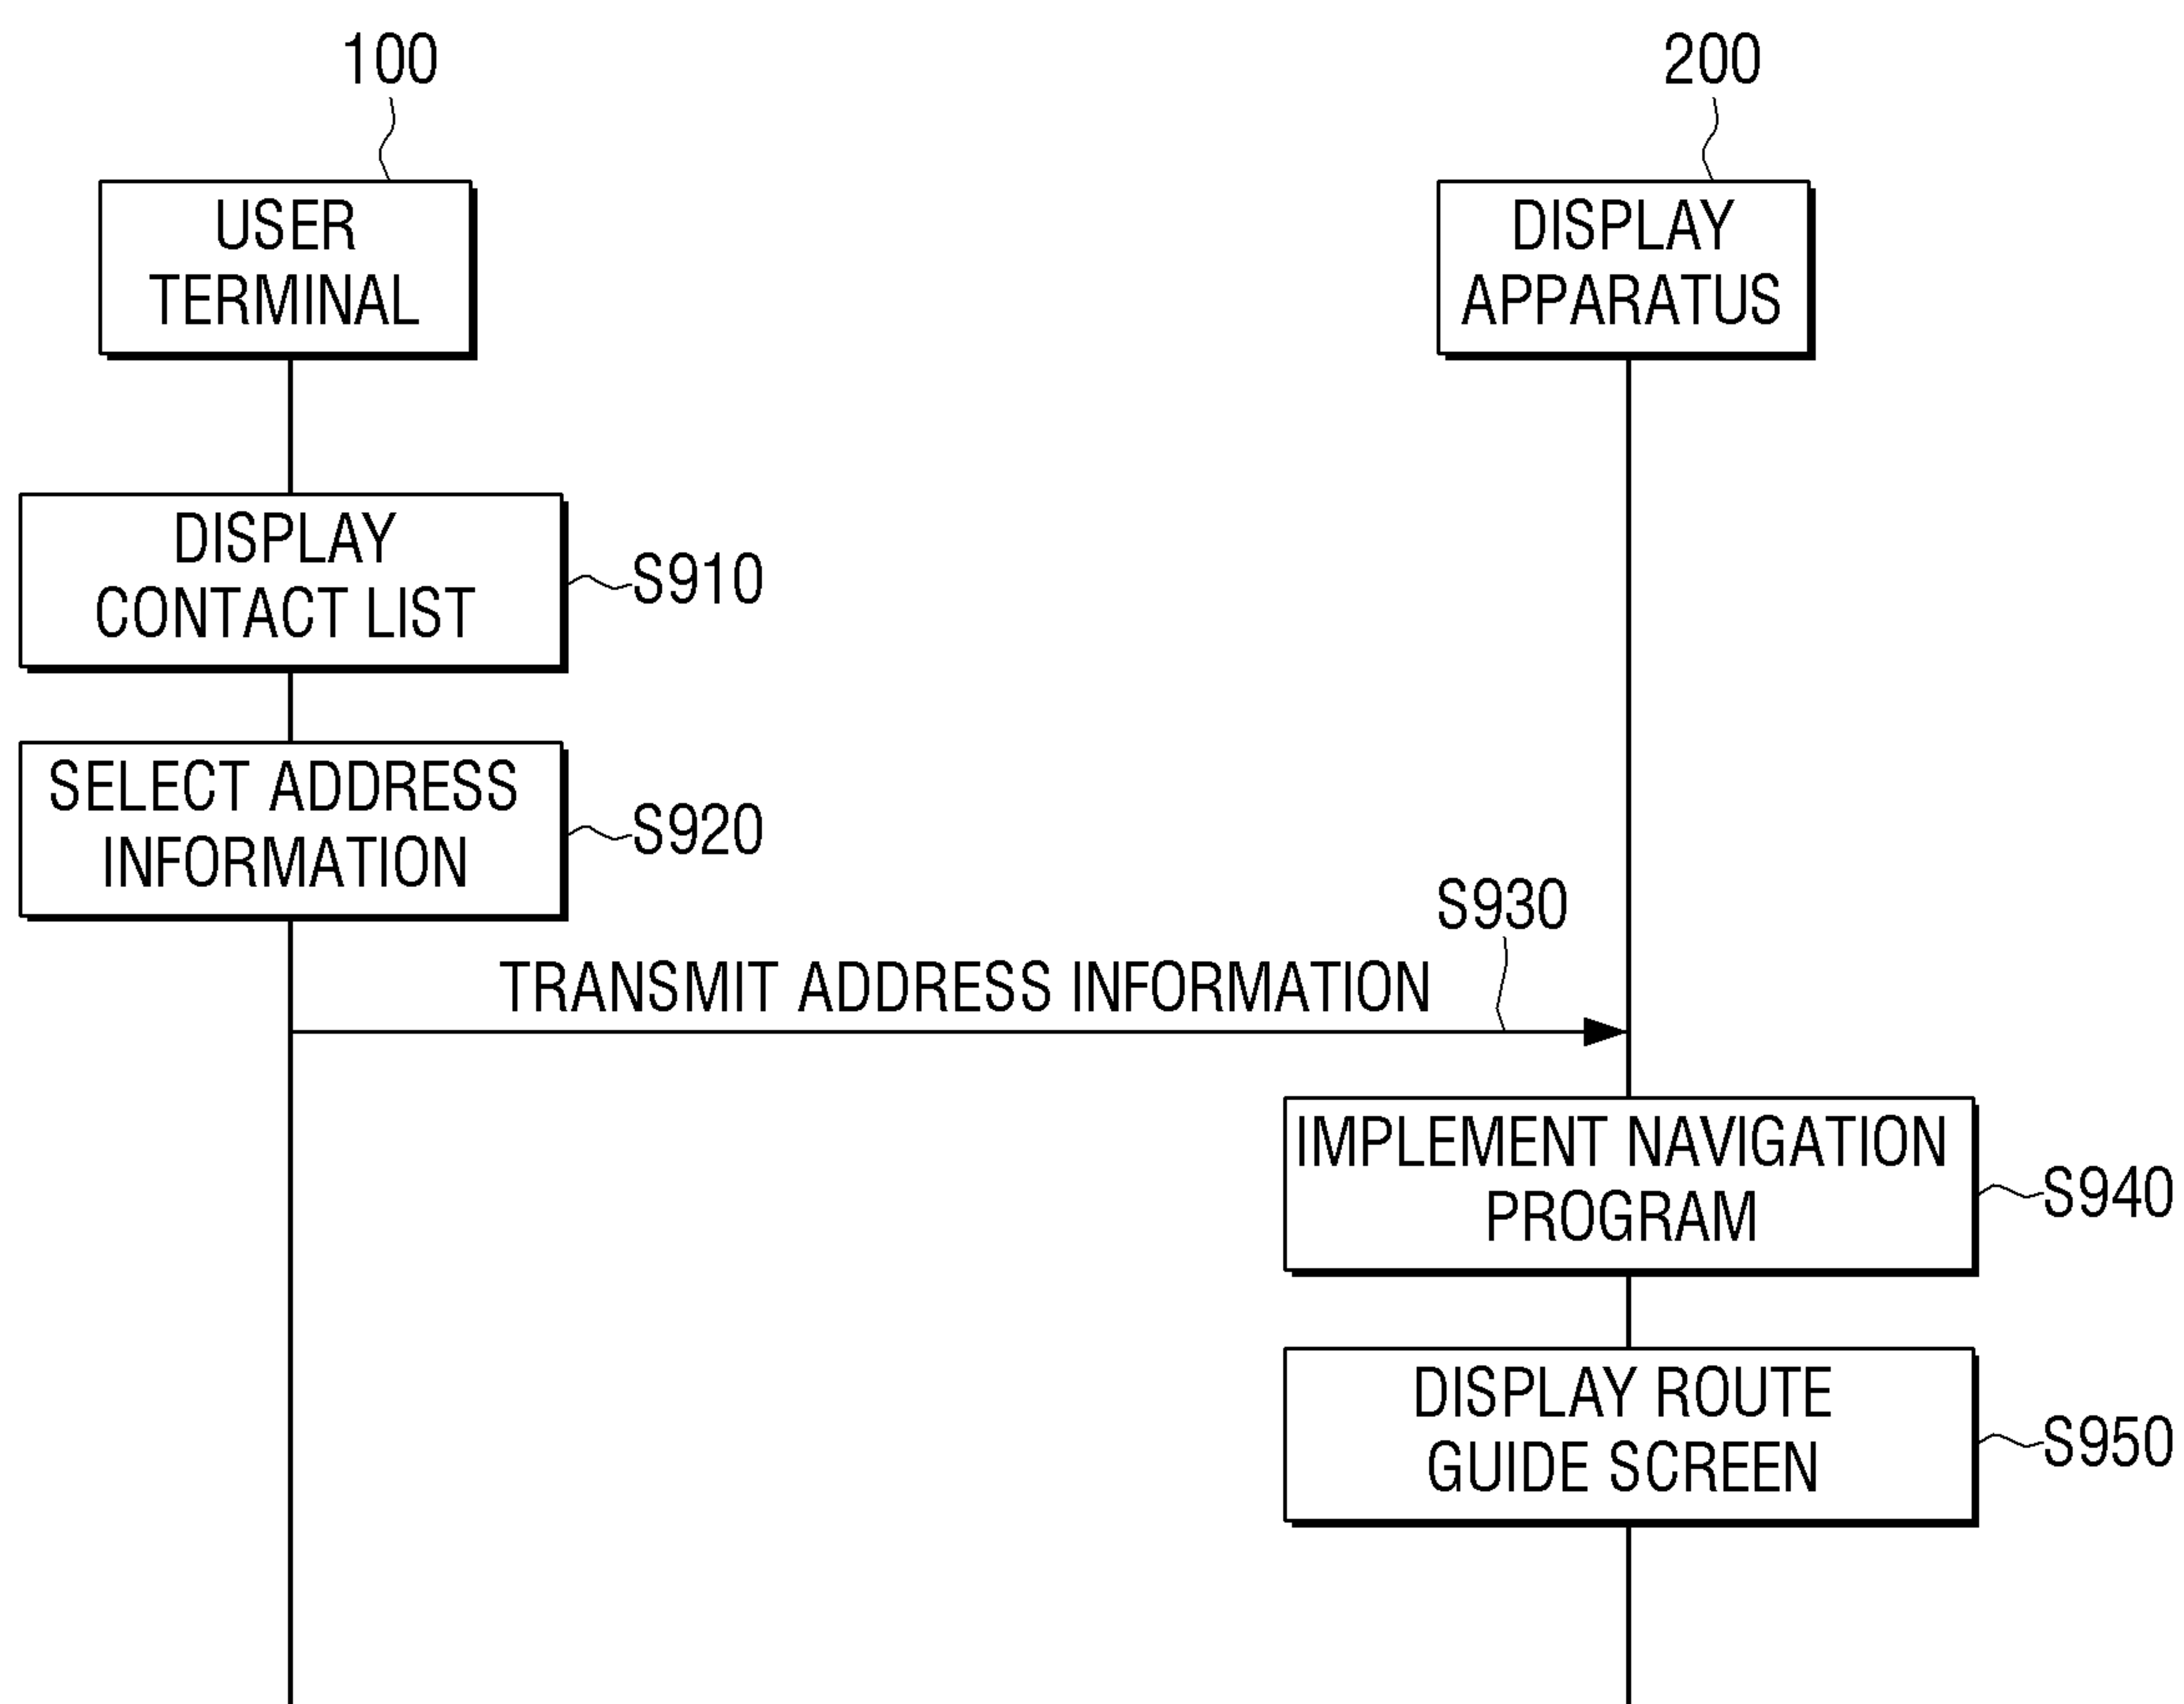 100
200
USER
TERMINAL
DISPLAY
APPARATUS
DISPLAY
CONTACT LIST
S910
SELECT ADDRESS
INFORMATION
S920
S930
TRANSMIT ADDRESS INFORMATION
IMPLEMENT NAVIGATION
PROGRAM
S940
DISPLAY ROUTE
GUIDE SCREEN
S950